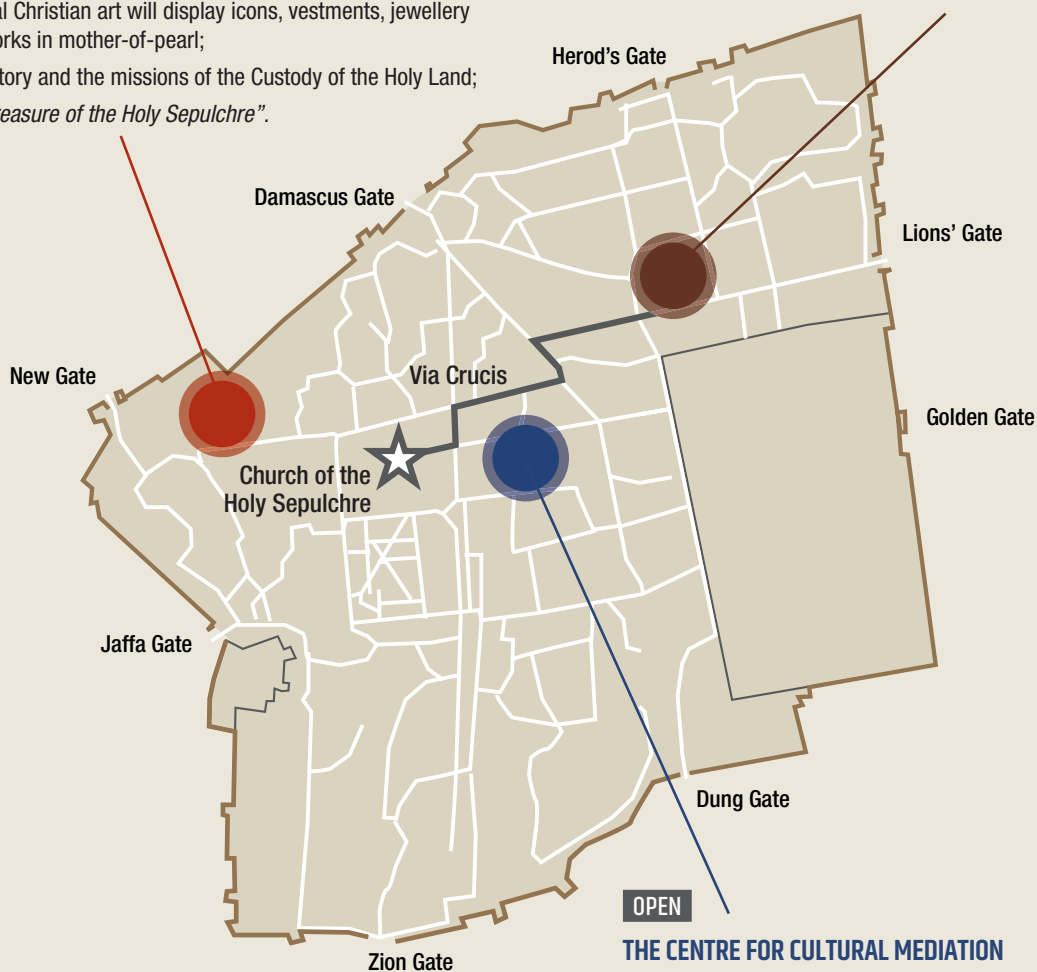 al Christian art will display icons, vestments, jewellery
orks in mother-of-pearl;
tory and the missions of the Custody of the Holy Land;
easure of the Holy Sepulchre”.
Herod's Gate
Damascus Gate
Lions' Gate
New Gate
Via Crucis
Golden Gate
Church of the
Holy Sepulchre
Jaffa Gate
Dung Gate
OPEN
THE CENTRE FOR CULTURAL MEDIATION
Zion Gate